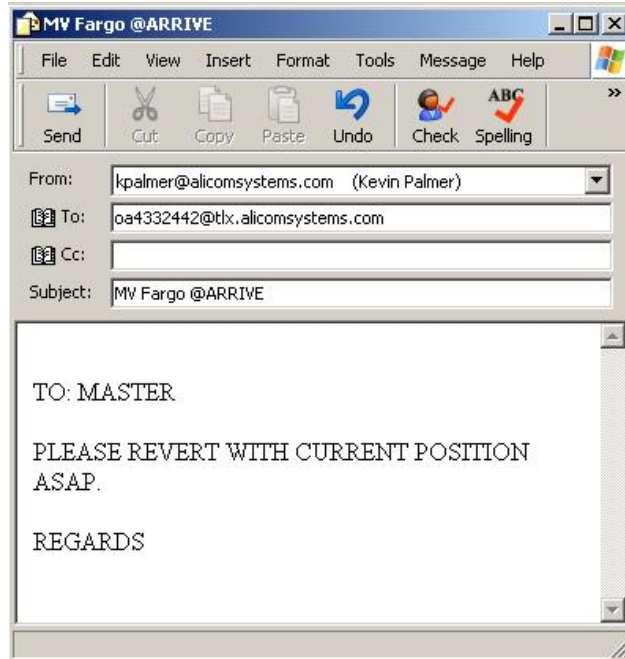 MV Fargo @ARRIVE
File Edit View Insert Format Tools Message Help
Send Cut Copy Paste Undo Check ABC Spelling »
From: kpalmer@alicomsystems.com (Kevin Palmer)
To: oa4332442@tlx.alicomsystems.com
Cc:
Subject: MV Fargo @ARRIVE
TO: MASTER
PLEASE REVERT WITH CURRENT POSITION
ASAP.
REGARDS